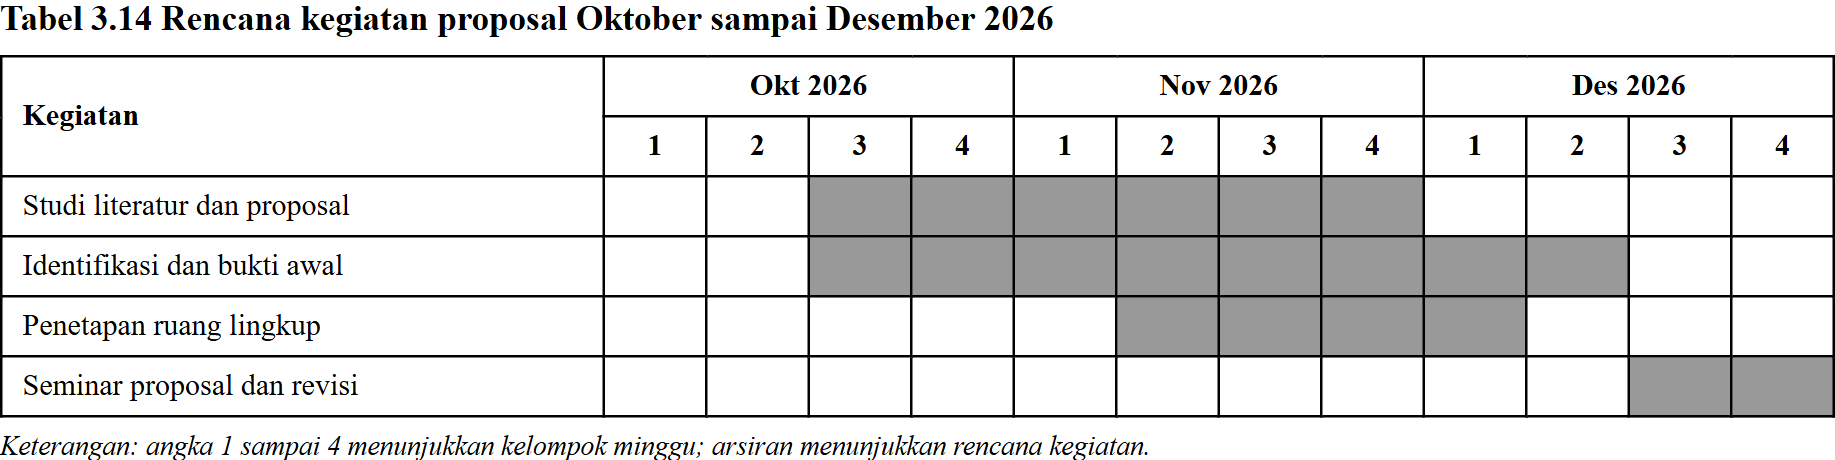 Tabel 3.14 Rencana kegiatan proposal Oktober sampai Desember 2026
Kegiatan
Okt 2026 Nov 2026 Des 2026
1 2 3 4 1 2 3 4 1 2 3 4
Studi literatur dan proposal
Identifikasi dan bukti awal
Penetapan ruang lingkup
Seminar proposal dan revisi
Keterangan: angka 1 sampai 4 menunjukkan kelompok minggu; arsiran menunjukkan rencana kegiatan.